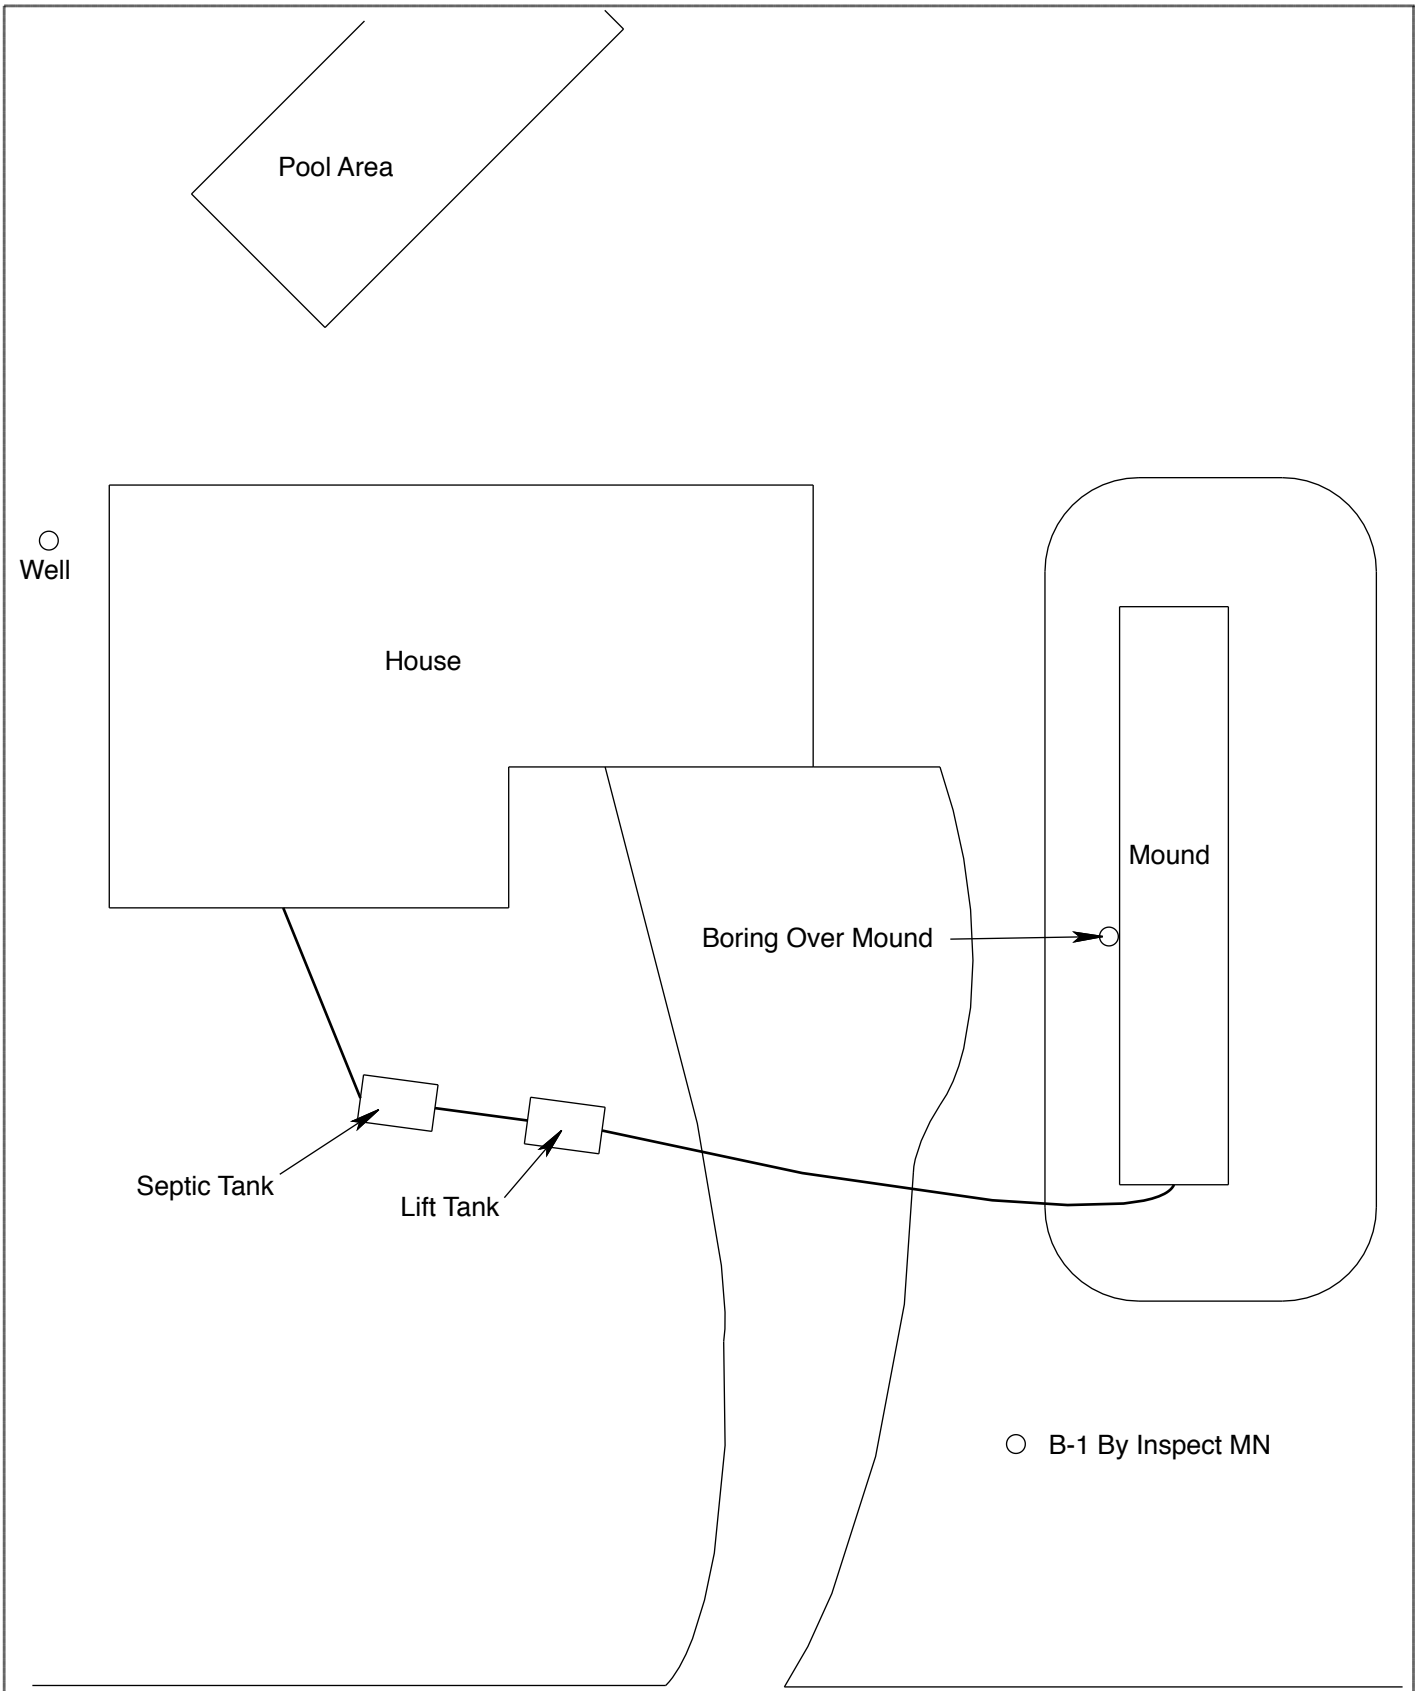 Pool Area
Well
House
Mound
Boring Over Mound
Septic Tank
Lift Tank
B-1 By Inspect MN